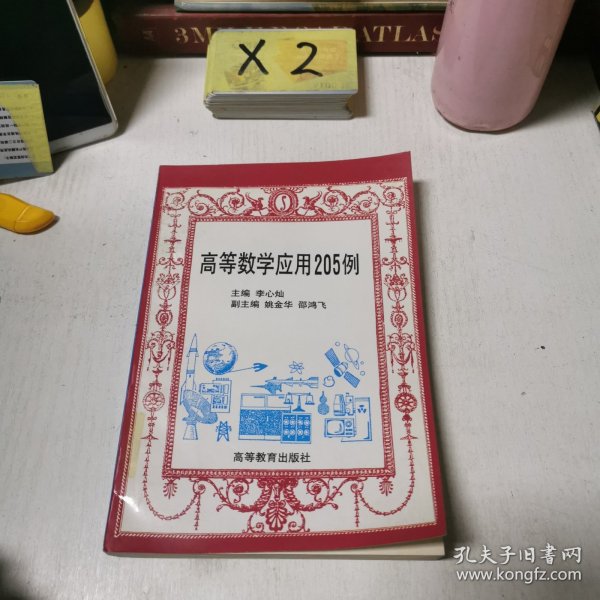 X 2
高等数学应用205例
主编 李心灿
副主编 姚金华 邵鸿飞
高等教育出版社
孔夫子旧书网
www.kongfz.com